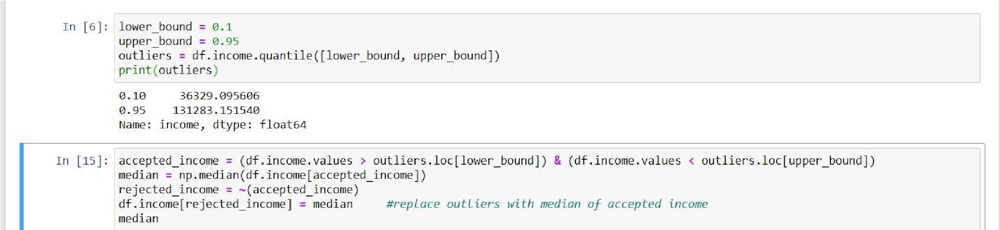 In [6]: lower_bound = 0.1
upper_bound = 0.95
outliers = df.income.quantile([lower_bound, upper_bound])
print(outliers)
0.10     36329.095606
0.95    131283.151540
Name: income, dtype: float64
In [15]: accepted_income = (df.income.values > outliers.loc[lower_bound]) & (df.income.values < outliers.loc[upper_bound])
median = np.median(df.income[accepted_income])
rejected_income = ~(accepted_income)
df.income[rejected_income] = median     #replace outliers with median of accepted income
median